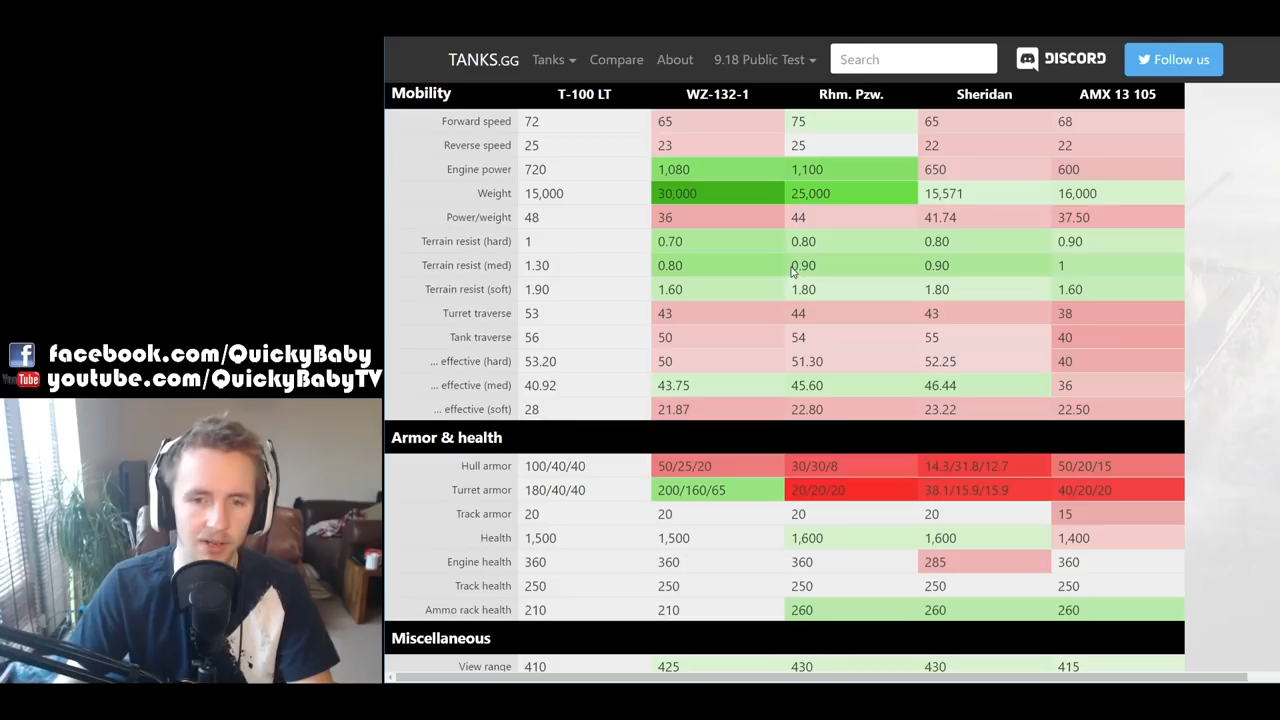 TANKS.GG Tanks Compare About 9.18 Public Test Search DISCORD Follow us
Mobility T-100 LT WZ-132-1 Rhm. Pzw. Sheridan AMX 13 105
Forward speed 72 65 75 65 68
Reverse speed 25 23 25 22 22
Engine power 720 1,080 1,100 650 600
Weight 15,000 30,000 25,000 15,571 16,000
Power/weight 48 36 44 41.74 37.50
Terrain resist (hard) 1 0.70 0.80 0.80 0.90
Terrain resist (med) 1.30 0.80 0.90 0.90 1
Terrain resist (soft) 1.90 1.60 1.80 1.80 1.60
Turret traverse 53 43 44 43 38
Tank traverse 56 50 54 55 40
... effective (hard) 53.20 50 51.30 52.25 40
... effective (med) 40.92 43.75 45.60 46.44 36
... effective (soft) 28 21.87 22.80 23.22 22.50
Armor & health
Hull armor 100/40/40 50/25/20 30/30/8 14.3/31.8/12.7 50/20/15
Turret armor 180/40/40 200/160/65 20/20/20 38.1/15.9/15.9 40/20/20
Track armor 20 20 20 20 15
Health 1,500 1,500 1,600 1,600 1,400
Engine health 360 360 360 285 360
Track health 250 250 250 250 250
Ammo rack health 210 210 260 260 260
Miscellaneous
View range 410 425 430 430 415
f facebook.com/QuickyBaby
You Tube youtube.com/QuickyBabyTV